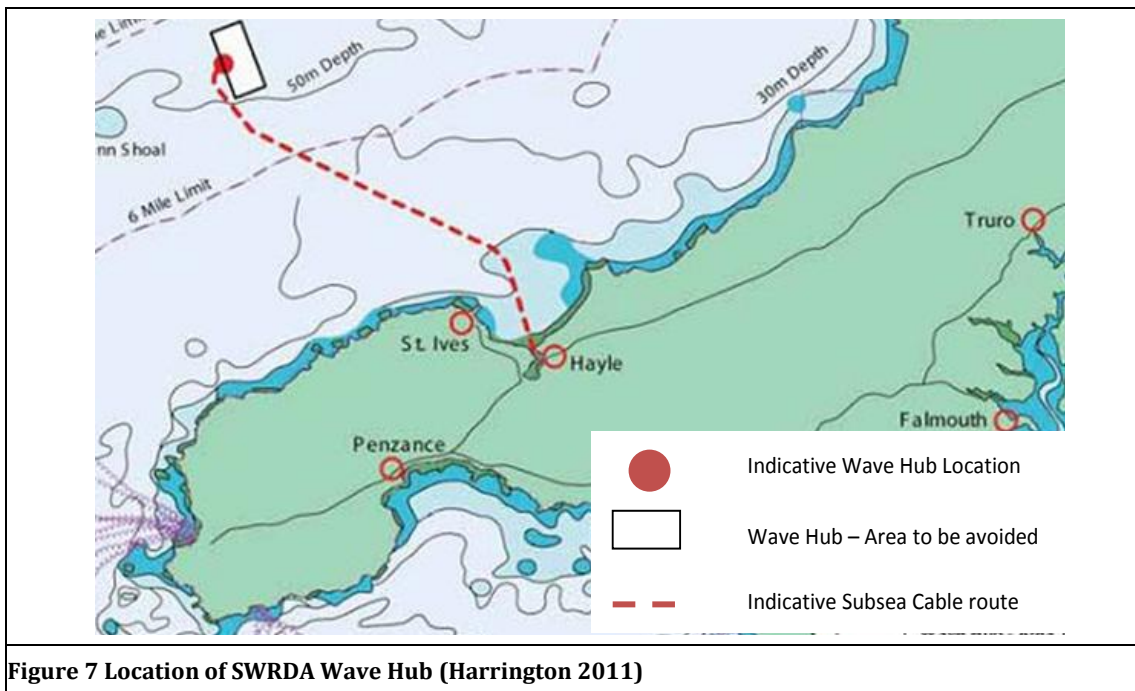 50m Depth
30m Depth
nn Shoal
6 Mile Limit
Truro
St. Ives
Hayle
Falmouth
Penzance
Indicative Wave Hub Location
Wave Hub – Area to be avoided
Indicative Subsea Cable route
Figure 7 Location of SWRDA Wave Hub (Harrington 2011)